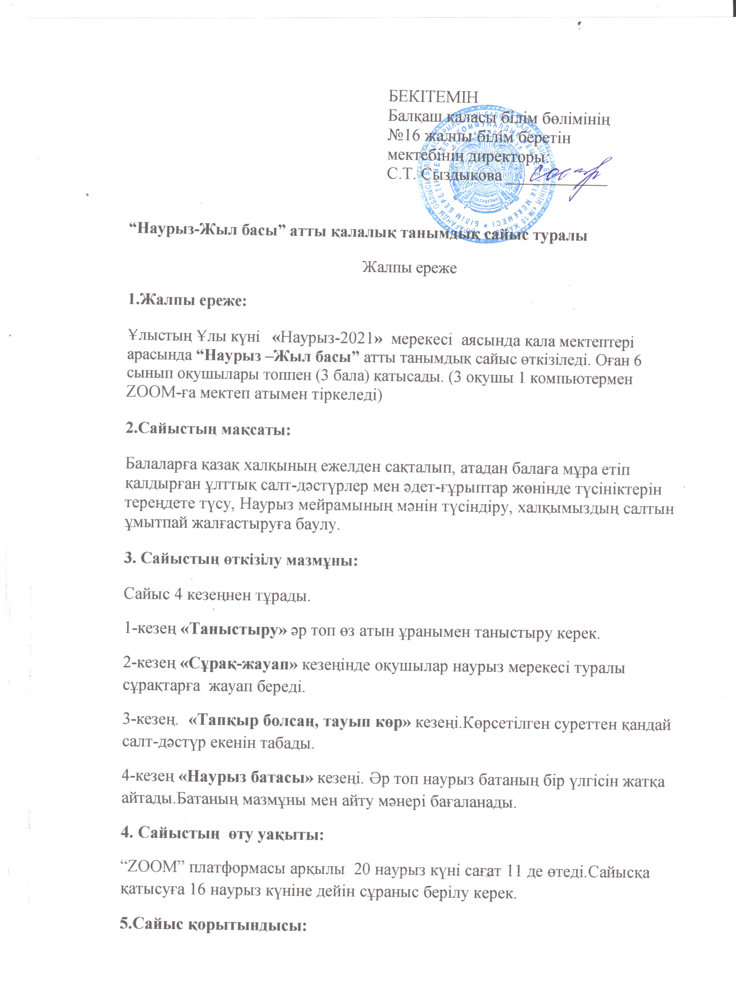 БЕКІТЕМІН
Балқаш қаласы білім бөлімінің
№16 жалпы білім беретін
мектебінің директоры:
С.Т. Сыздыкова
QAZAQSTAN
“Наурыз-Жыл басы” атты қалалық танымдық сайыс туралы
Жалпы ереже
1.Жалпы ереже:
Ұлыстың Ұлы күні «Наурыз-2021» мерекесі аясында қала мектептері
арасында “Наурыз –Жыл басы” атты танымдық сайыс өткізіледі. Оған 6
сынып оқушылары топпен (3 бала) қатысады. (3 оқушы 1 компьютермен
ZOOM-ға мектеп атымен тіркеледі)
2.Сайыстың мақсаты:
Балаларға қазақ халқының ежелден сақталып, атадан балаға мұра етіп
қалдырған ұлттық салт-дәстүрлер мен әдет-ғұрыптар жөнінде түсініктерін
тереңдете түсу, Наурыз мейрамының мәнін түсіндіру, халқымыздың салтын
ұмытпай жалғастыруға баулу.
3. Сайыстың өткізілу мазмұны:
Сайыс 4 кезеңнен тұрады.
1-кезең «Таныстыру» әр топ өз атын ұранымен таныстыру керек.
2-кезең «Сұрақ-жауап» кезеңінде оқушылар наурыз мерекесі туралы
сұрақтарға жауап береді.
3-кезең. «Тапқыр болсаң, тауып көр» кезеңі.Көрсетілген суреттен қандай
салт-дәстүр екенін табады.
4-кезең «Наурыз батасы» кезеңі. Әр топ наурыз батаның бір үлгісін жатқа
айтады.Батаның мазмұны мен айту мәнері бағаланады.
4. Сайыстың өту уақыты:
“ZOOM” платформасы арқылы 20 наурыз күні сағат 11 де өтеді.Сайысқа
қатысуға 16 наурыз күніне дейін сұраныс берілу керек.
5.Сайыс қорытындысы: